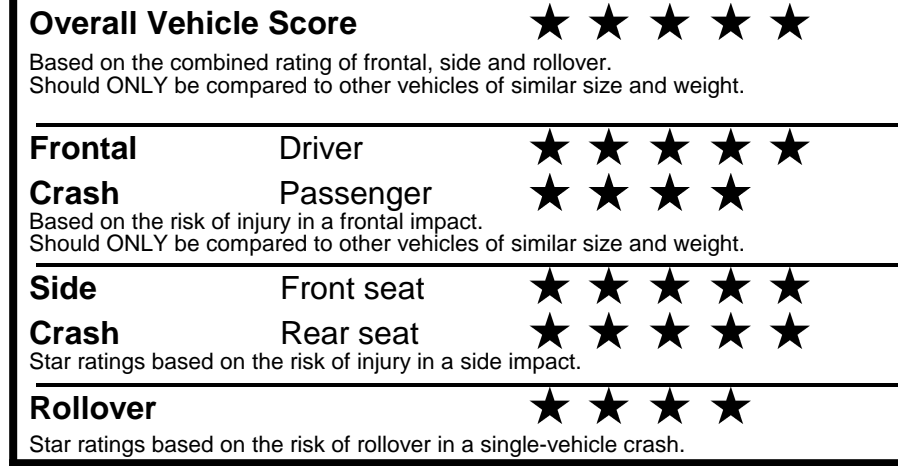 Overall Vehicle Score ★ ★ ★ ★ ★
Based on the combined rating of frontal, side and rollover.
Should ONLY be compared to other vehicles of similar size and weight.
Frontal Driver ★ ★ ★ ★ ★
Crash Passenger ★ ★ ★ ★
Based on the risk of injury in a frontal impact.
Should ONLY be compared to other vehicles of similar size and weight.
Side Front seat ★ ★ ★ ★ ★
Crash Rear seat ★ ★ ★ ★ ★
Star ratings based on the risk of injury in a side impact.
Rollover ★ ★ ★ ★
Star ratings based on the risk of rollover in a single-vehicle crash.